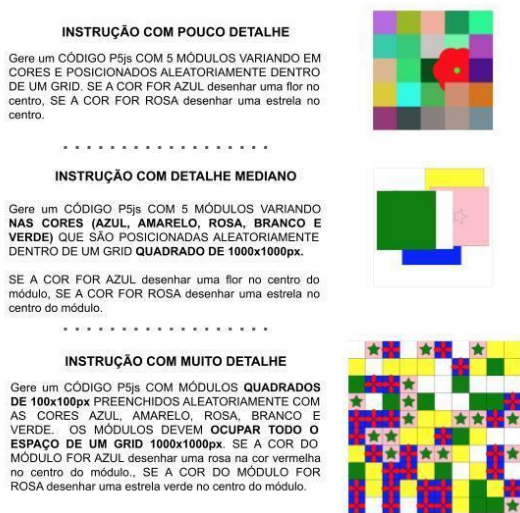 INSTRUÇÃO COM POUCO DETALHE
Gere um CÓDIGO P5js COM 5 MÓDULOS VARIANDO EM
CORES E POSICIONADOS ALEATORIAMENTE DENTRO
DE UM GRID. SE A COR FOR AZUL desenhar uma flor no
centro, SE A COR FOR ROSA desenhar uma estrela no
centro.
INSTRUÇÃO COM DETALHE MEDIANO
Gere um CÓDIGO P5js COM 5 MÓDULOS VARIANDO
NAS CORES (AZUL, AMARELO, ROSA, BRANCO E
VERDE) QUE SÃO POSICIONADAS ALEATORIAMENTE
DENTRO DE UM GRID QUADRADO DE 1000x1000px.
SE A COR FOR AZUL desenhar uma flor no centro do
módulo, SE A COR FOR ROSA desenhar uma estrela no
centro do módulo.
INSTRUÇÃO COM MUITO DETALHE
Gere um CÓDIGO P5js COM MÓDULOS QUADRADOS
DE 100x100px PREENCHIDOS ALEATORIAMENTE COM
AS CORES AZUL, AMARELO, ROSA, BRANCO E
VERDE. OS MÓDULOS DEVEM OCUPAR TODO O
ESPAÇO DE UM GRID 1000x1000px. SE A COR DO
MÓDULO FOR AZUL desenhar uma rosa na cor vermelha
no centro do módulo., SE A COR DO MÓDULO FOR
ROSA desenhar uma estrela verde no centro do módulo.